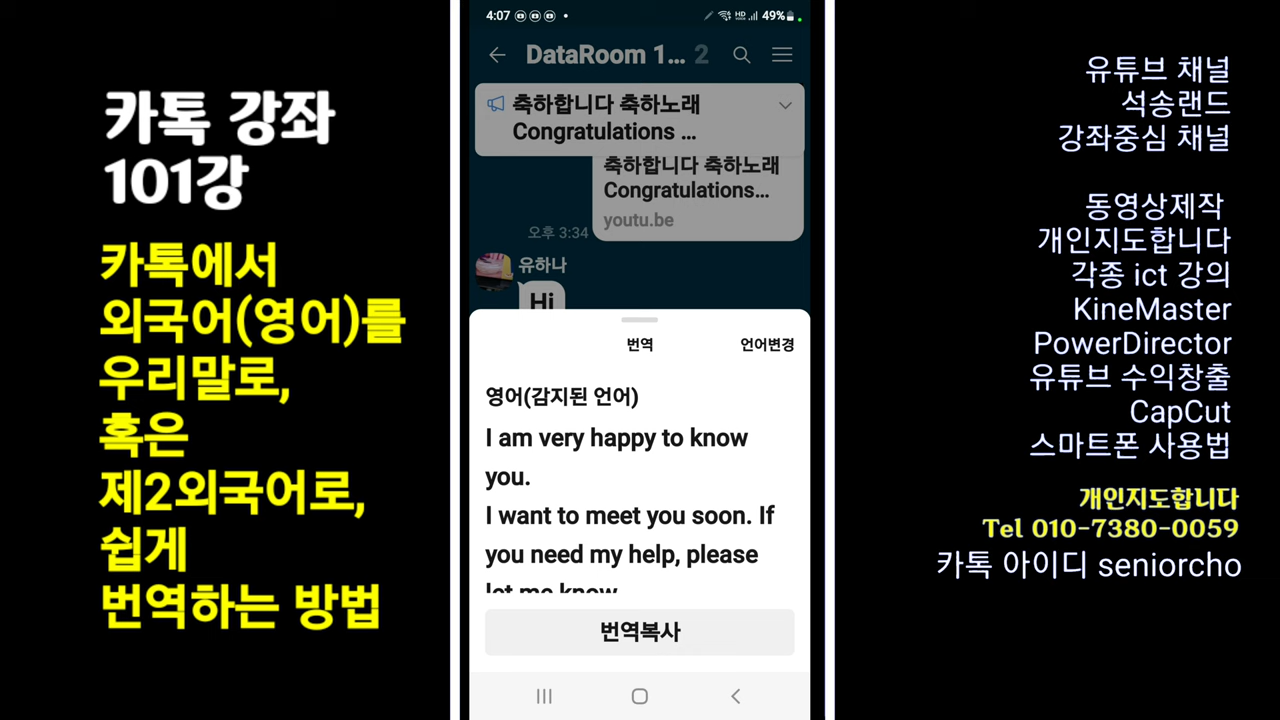 카톡 강좌
101강
카톡에서
외국어(영어)를
우리말로,
혹은
제2외국어로,
쉽게
번역하는 방법
4:07
HD
49%
DataRoom 1... 2
축하합니다 축하노래
Congratulations ...
축하합니다 축하노래
Congratulations...
youtu.be
오후 3:34
유하나
Hi
번역
언어변경
영어(감지된 언어)
I am very happy to know
you.
I want to meet you soon. If
you need my help, please
let me know
번역복사
유튜브 채널
석송랜드
강좌중심 채널
동영상제작
개인지도합니다
각종 ict 강의
KineMaster
PowerDirector
유튜브 수익창출
CapCut
스마트폰 사용법
개인지도합니다
Tel 010-7380-0059
카톡 아이디 seniorcho